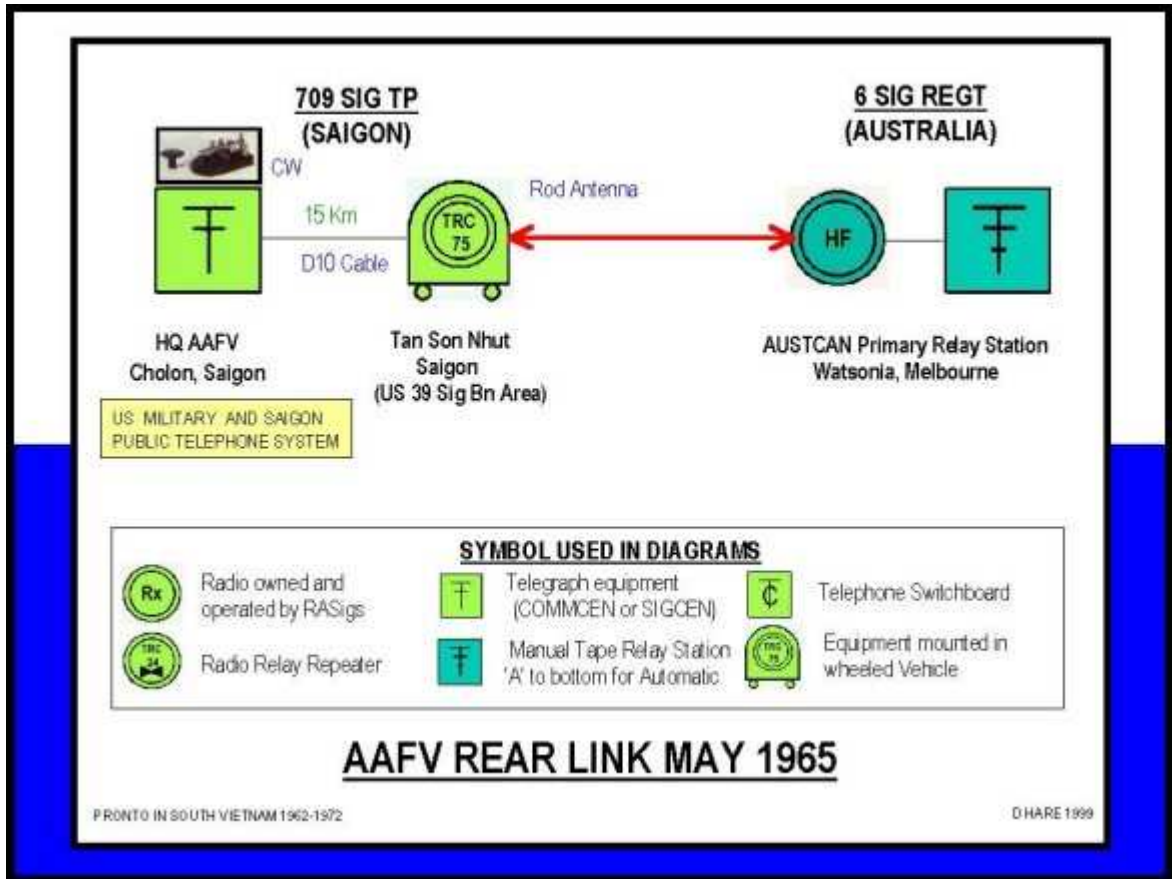 709 SIG TP
(SAIGON)
6 SIG REGT
(AUSTRALIA)
CW
Rod Antenna
15 Km
D10 Cable
TRC
75
HF
HQ AAFV
Cholon, Saigon
Tan Son Nhut
Saigon
(US 39 Sig Bn Area)
AUSTCAN Primary Relay Station
Watsonia, Melbourne
US MILITARY AND SAIGON
PUBLIC TELEPHONE SYSTEM
SYMBOL USED IN DIAGRAMS
Rx
Radio owned and
operated by RASigs
Telegraph equipment
(COMMCEN or SIGCEN)
Telephone Switchboard
TRC
24
Radio Relay Repeater
Manual Tape Relay Station
'A' to bottom for Automatic
TRC
75
Equipment mounted in
wheeled Vehicle
AAFV REAR LINK MAY 1965
PRONTO IN SOUTH VIETNAM 1962-1972
D HARE 1999